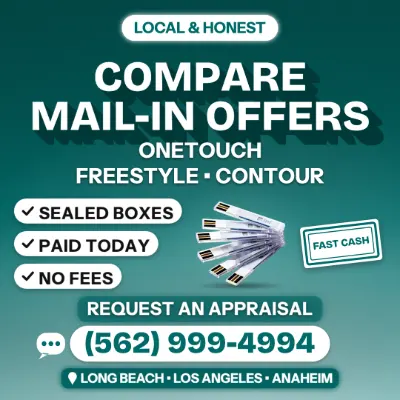 LOCAL & HONEST
COMPARE
MAIL-IN OFFERS
ONETOUCH
FREESTYLE ▪ CONTOUR
✓ SEALED BOXES
✓ PAID TODAY
✓ NO FEES
FAST CASH
REQUEST AN APPRAISAL
(562) 999-4994
LONG BEACH ▪ LOS ANGELES ▪ ANAHEIM